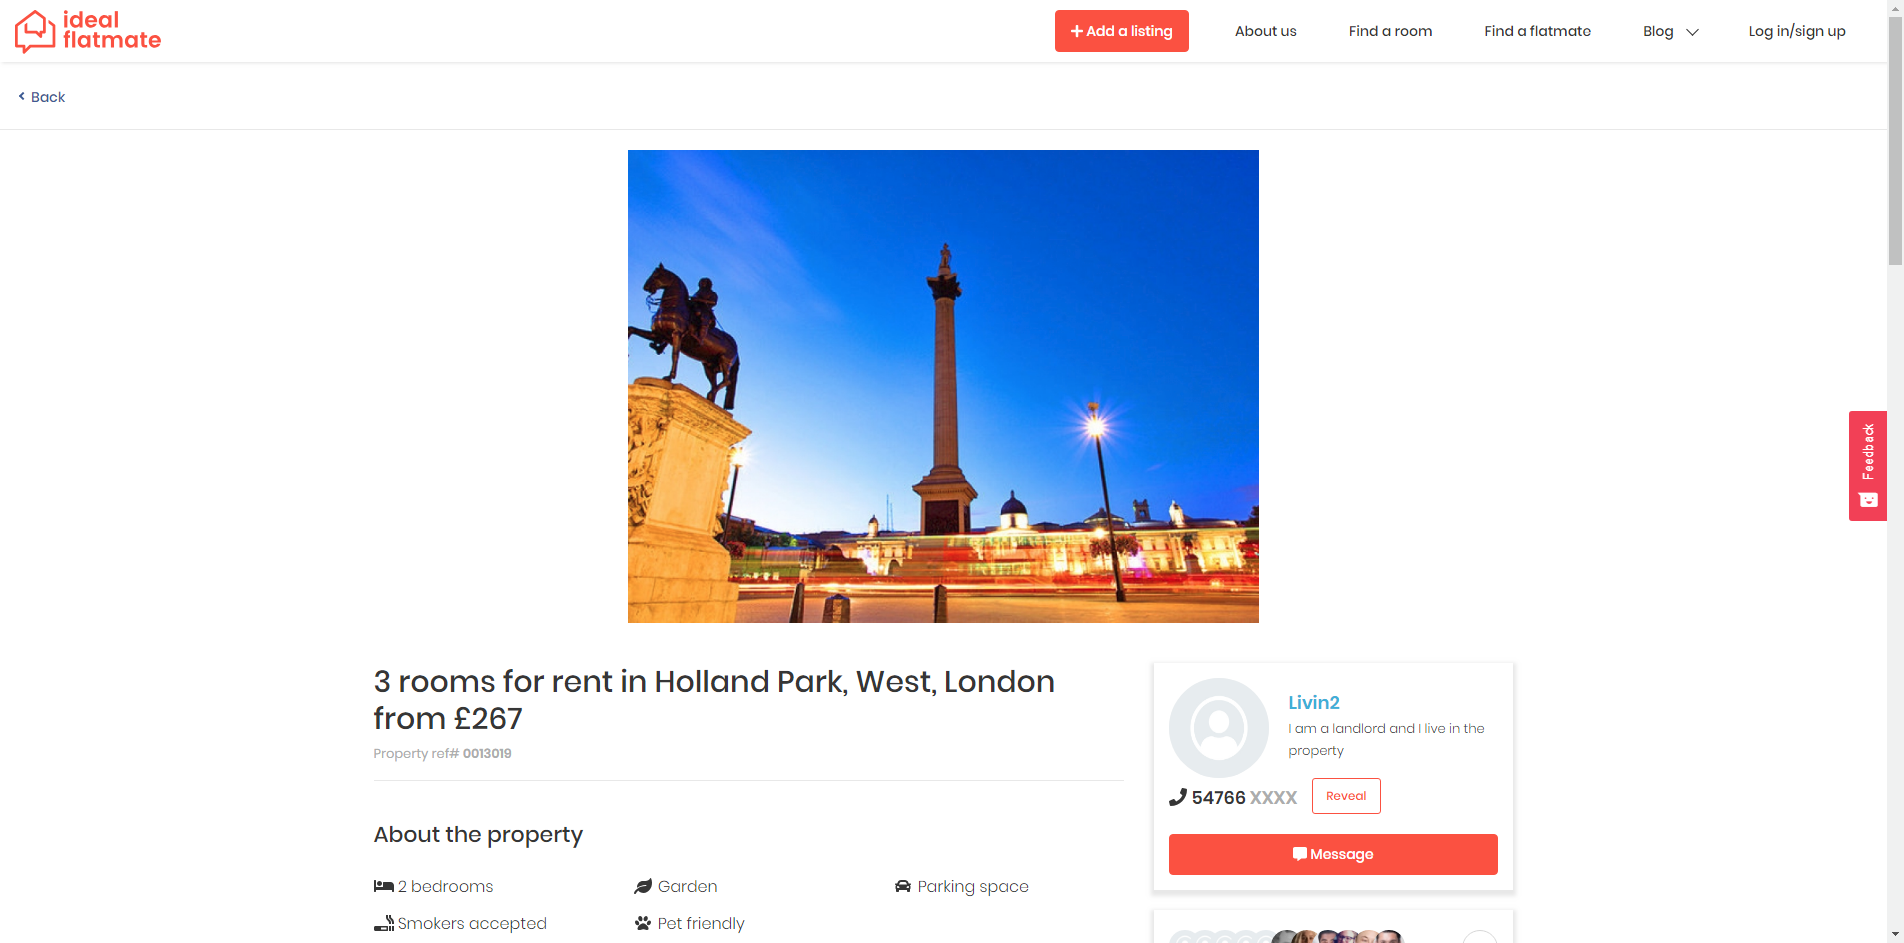 ideal
flatmate
Add a listing
About us
Find a room
Find a flatmate
Blog
Log in/sign up
Back
Feedback
3 rooms for rent in Holland Park, West, London
from £267
Property ref# 0013019
Livin2
I am a landlord and I live in the
property
54766 XXXX
Reveal
Message
About the property
2 bedrooms
Garden
Parking space
Smokers accepted
Pet friendly